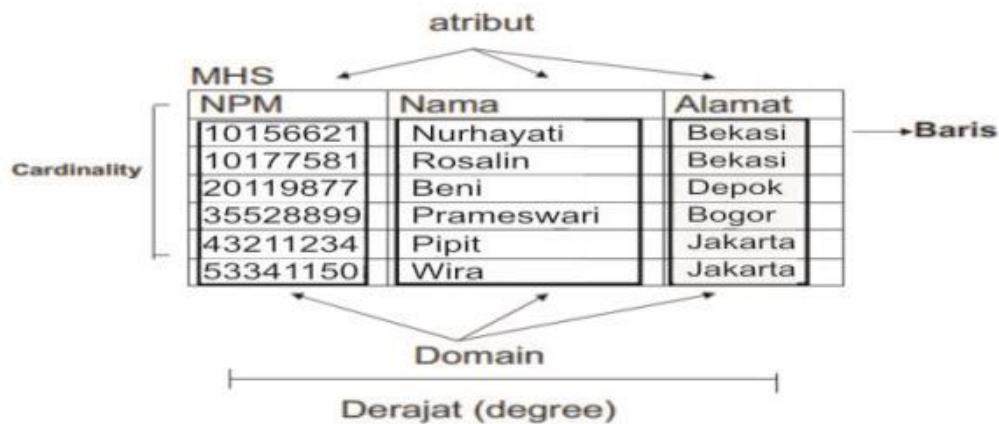 atribut
MHS
NPM Nama Alamat
10156621 Nurhayati Bekasi Baris
10177581 Rosalin Bekasi
Cardinality
20119877 Beni Depok
35528899 Prameswari Bogor
43211234 Pipit Jakarta
53341150 Wira Jakarta
Domain
Derajat (degree)